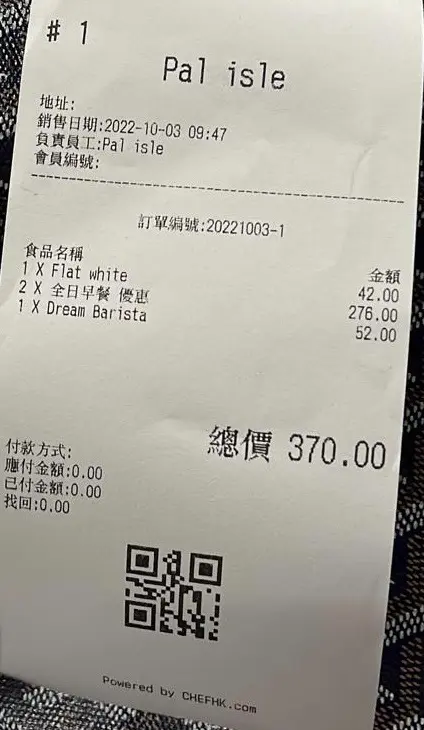 # 1
Pal isle
地址:
銷售日期:2022-10-03 09:47
負責員工:Pal isle
會員編號:
訂單編號:20221003-1
食品名稱 金額
1 X Flat white 42.00
2 X 全日早餐 優惠 276.00
1 X Dream Barista 52.00
總價 370.00
付款方式:
應付金額:0.00
已付金額:0.00
找回:0.00
Powered by CHEFHK.com